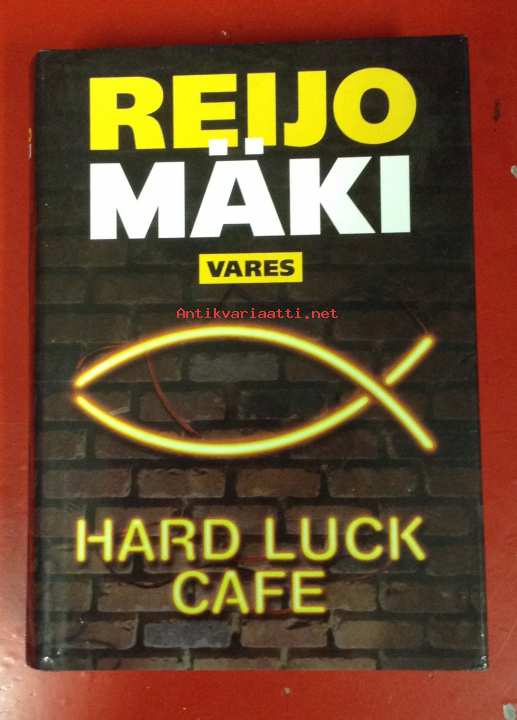 REIJO
MÄKI
VARES
Antikvariaatti.net
HARD LUCK
CAFE